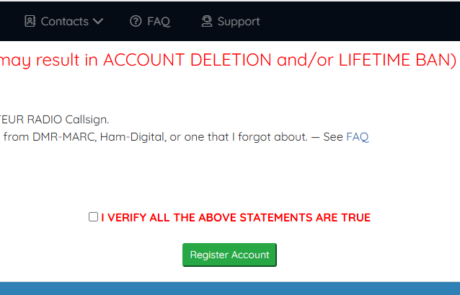 Contacts FAQ Support
may result in ACCOUNT DELETION and/or LIFETIME BAN)
TEUR RADIO Callsign.
from DMR-MARC, Ham-Digital, or one that I forgot about. — See FAQ
I VERIFY ALL THE ABOVE STATEMENTS ARE TRUE
Register Account